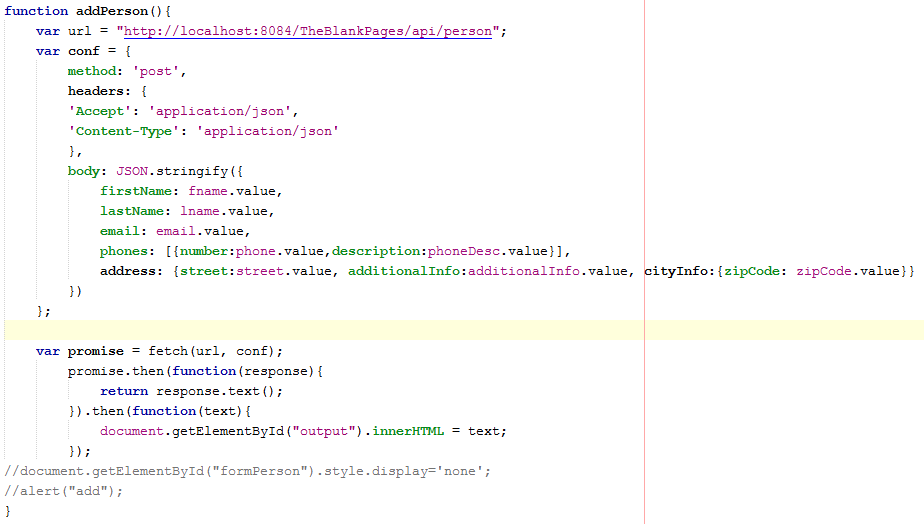 function addPerson(){
    var url = "http://localhost:8084/TheBlankPages/api/person";
    var conf = {
        method: 'post',
        headers: {
        'Accept': 'application/json',
        'Content-Type': 'application/json'
        },
        body: JSON.stringify({
            firstName: fname.value,
            lastName: lname.value,
            email: email.value,
            phones: [{number:phone.value,description:phoneDesc.value}],
            address: {street:street.value, additionalInfo:additionalInfo.value, cityInfo:{zipCode: zipCode.value}}
        })
    };
    var promise = fetch(url, conf);
        promise.then(function(response){
            return response.text();
        }).then(function(text){
            document.getElementById("output").innerHTML = text;
        });
//document.getElementById("formPerson").style.display='none';
//alert("add");
}